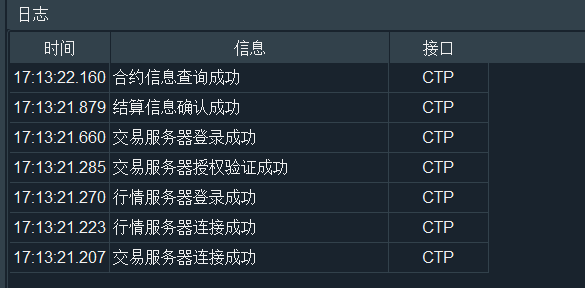 日志
时间 信息 接口
17:13:22.160 合约信息查询成功 CTP
17:13:21.879 结算信息确认成功 CTP
17:13:21.660 交易服务器登录成功 CTP
17:13:21.285 交易服务器授权验证成功 CTP
17:13:21.270 行情服务器登录成功 CTP
17:13:21.223 行情服务器连接成功 CTP
17:13:21.207 交易服务器连接成功 CTP